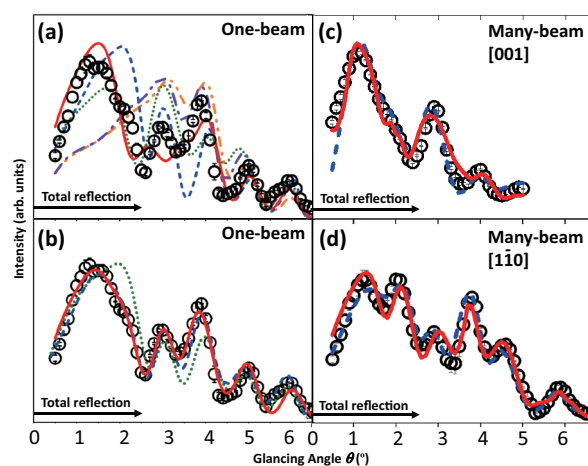 (a) One-beam
(c) Many-beam
[001]
Total reflection
Total reflection
(b) One-beam
(d) Many-beam
[11̄0]
Total reflection
Total reflection
0 1 2 3 4 5 6 0 1 2 3 4 5 6
Glancing Angle θ (°)
Intensity (arb. units)